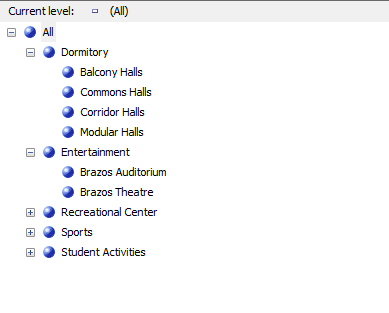 Current level: (All)
All
Dormitory
Balcony Halls
Commons Halls
Corridor Halls
Modular Halls
Entertainment
Brazos Auditorium
Brazos Theatre
Recreational Center
Sports
Student Activities